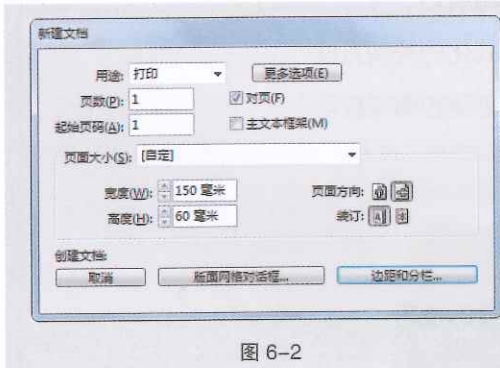 新建文档
用途: 打印 更多选项(E)
页数(P): 1 对页(F)
起始页码(A): 1 主文本框架(M)
页面大小(S): [自定]
宽度(W): 150 毫米 页面方向:
高度(H): 60 毫米 装订:
创建文档:
取消 版面网格对话框... 边距和分栏...
图 6-2